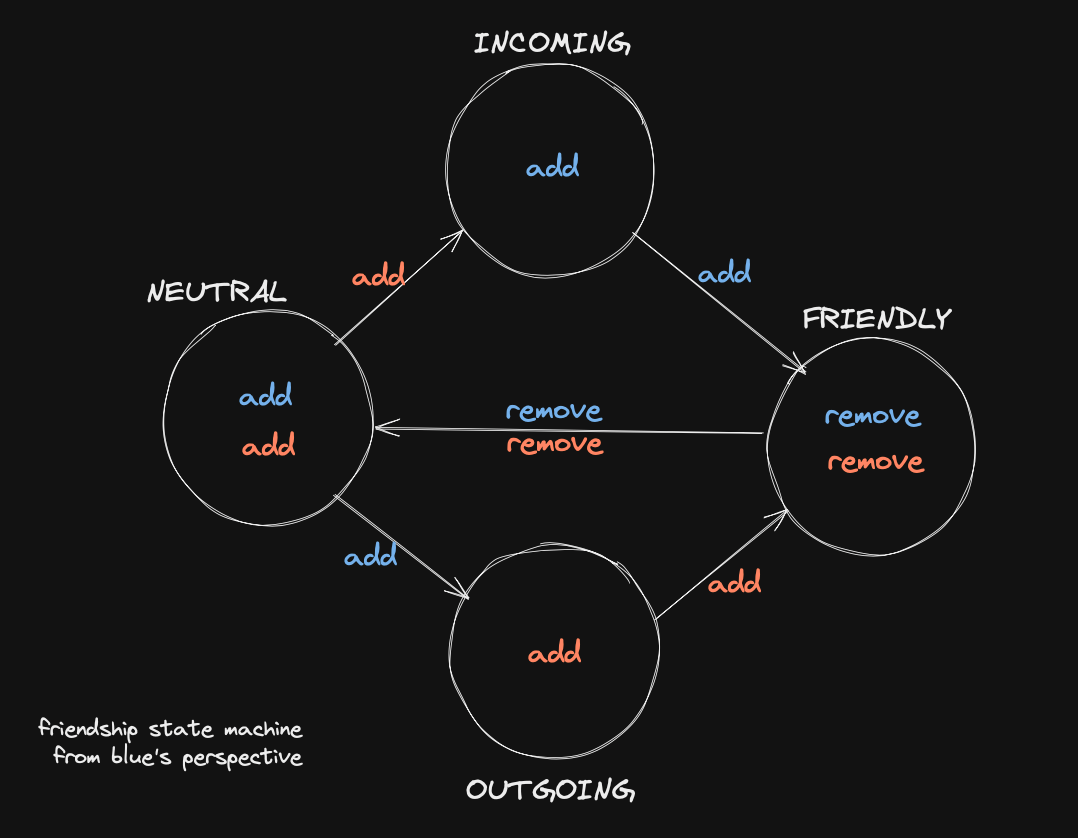 INCOMING
add
add
add
NEUTRAL
FRIENDLY
add
add
remove
remove
remove
remove
add
add
add
friendship state machine
from blue's perspective
OUTGOING